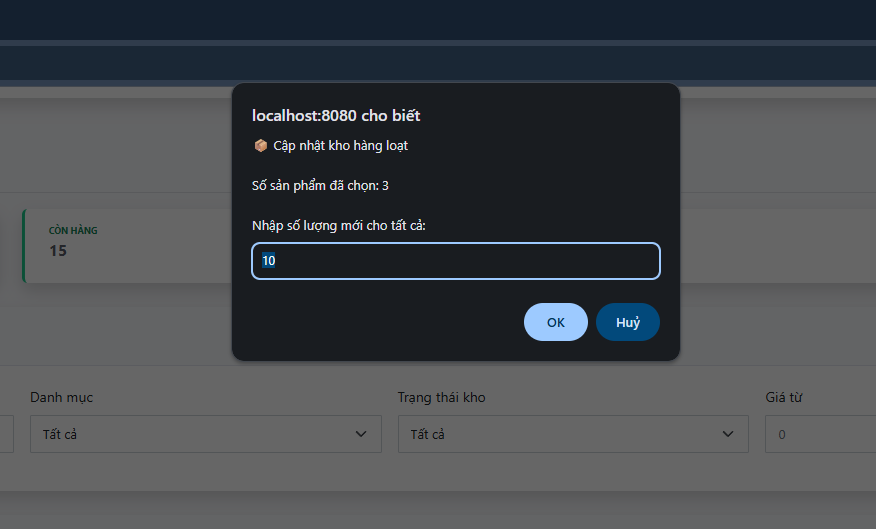 localhost:8080 cho biết
📦 Cập nhật kho hàng loạt
Số sản phẩm đã chọn: 3
Nhập số lượng mới cho tất cả:
10
OK Huỷ
CÒN HÀNG
15
Danh mục Trạng thái kho Giá từ
Tất cả Tất cả 0